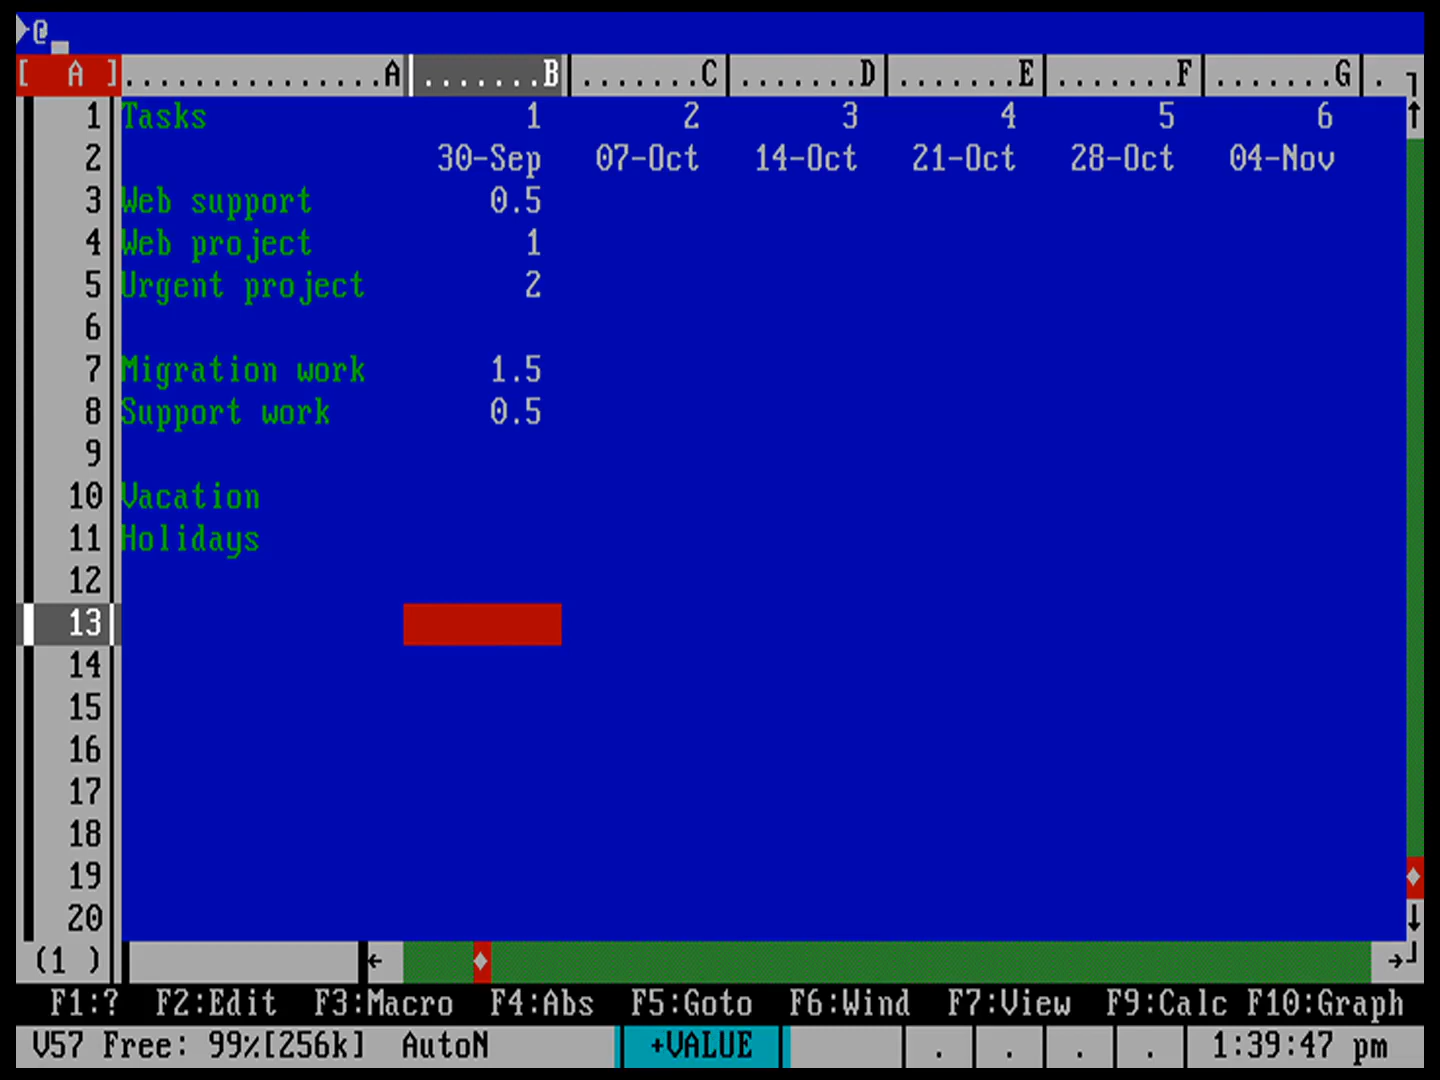 @_
[ A ]...............A .......B .......C .......D .......E .......F .......G .
1 Tasks 1 2 3 4 5 6
2 30-Sep 07-Oct 14-Oct 21-Oct 28-Oct 04-Nov
3 Web support 0.5
4 Web project 1
5 Urgent project 2
6
7 Migration work 1.5
8 Support work 0.5
9
10 Vacation
11 Holidays
12
13
14
15
16
17
18
19
20
(1 )
F1:? F2:Edit F3:Macro F4:Abs F5:Goto F6:Wind F7:View F9:Calc F10:Graph
V57 Free: 99%[256k] AutoN +VALUE . . . . 1:39:47 pm